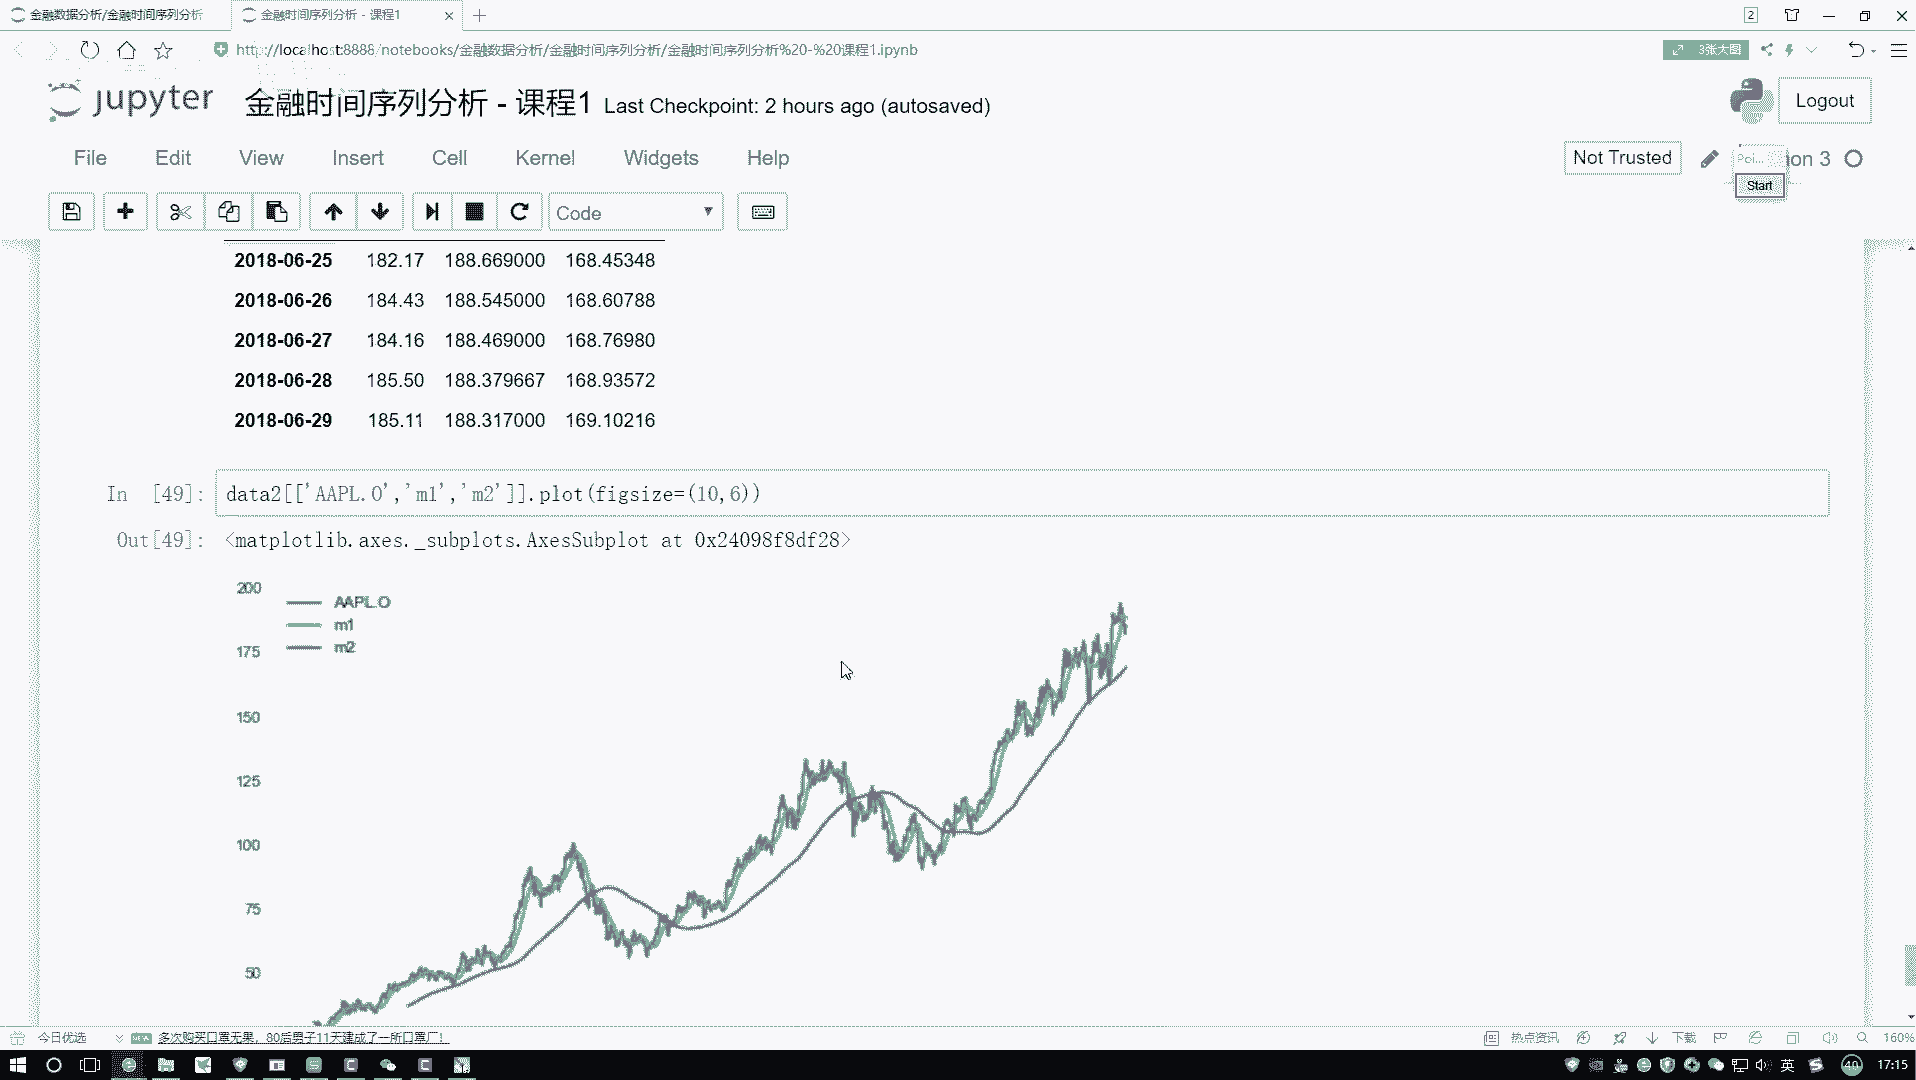 金融数据分析/金融时间序列分析
金融时间序列分析 - 课程1
2
http://localhost:8888/notebooks/金融数据分析/金融时间序列分析/金融时间序列分析%20-%20课程1.ipynb
3张大图
jupyter
金融时间序列分析 - 课程1 Last Checkpoint: 2 hours ago (autosaved)
Logout
File Edit View Insert Cell Kernel Widgets Help
Not Trusted
Poi...
on 3
Start
Code
2018-06-25 182.17 188.669000 168.45348
2018-06-26 184.43 188.545000 168.60788
2018-06-27 184.16 188.469000 168.76980
2018-06-28 185.50 188.379667 168.93572
2018-06-29 185.11 188.317000 169.10216
In [49]: data2[['AAPL.O','m1','m2']].plot(figsize=(10,6))
Out[49]: <matplotlib.axes._subplots.AxesSubplot at 0x24098f8df28>
200
AAPL.O
m1
m2
175
150
125
100
75
50
今日优选
NEW
多次购买口罩无果，80后男子11天建成了一所口罩厂！
热点资讯
下载
160%
英
40
17:15